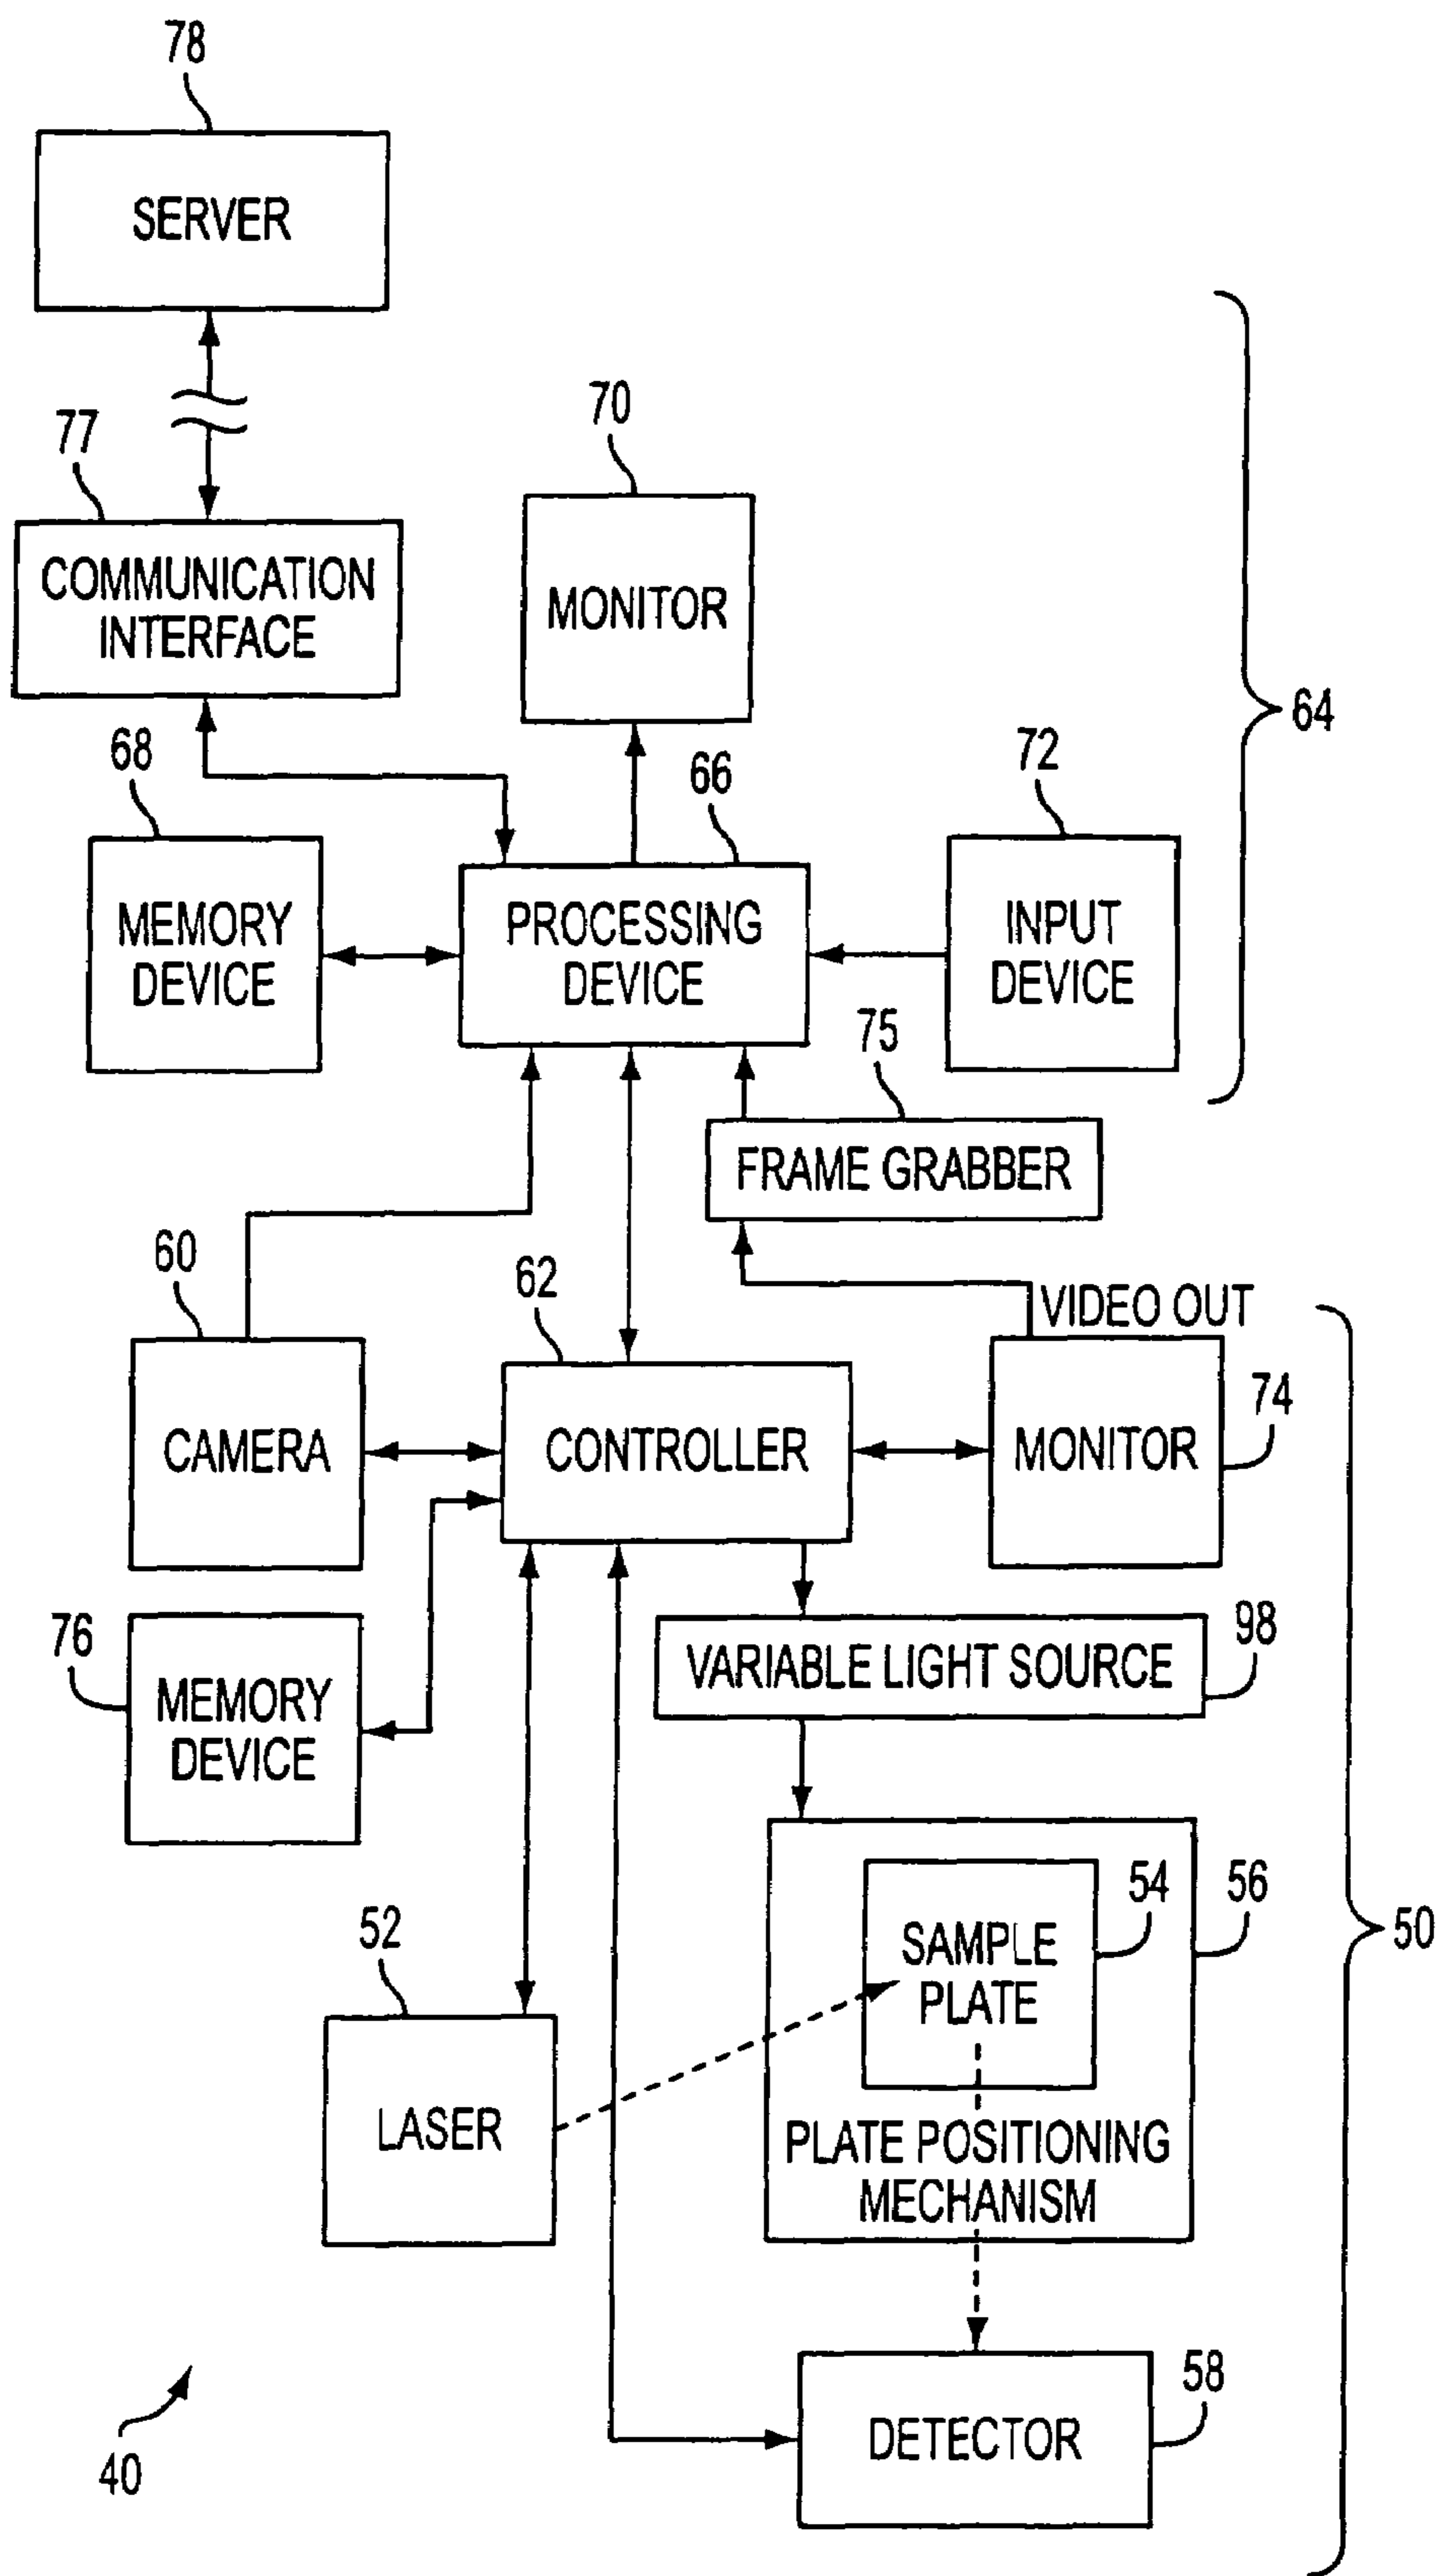 78
SERVER
77
COMMUNICATION
INTERFACE
70
MONITOR
64
68
MEMORY
DEVICE
66
PROCESSING
DEVICE
72
INPUT
DEVICE
75
FRAME GRABBER
60
CAMERA
62
CONTROLLER
VIDEO OUT
MONITOR
74
76
MEMORY
DEVICE
VARIABLE LIGHT SOURCE
98
52
LASER
SAMPLE
PLATE
54
56
PLATE POSITIONING
MECHANISM
50
DETECTOR
58
40